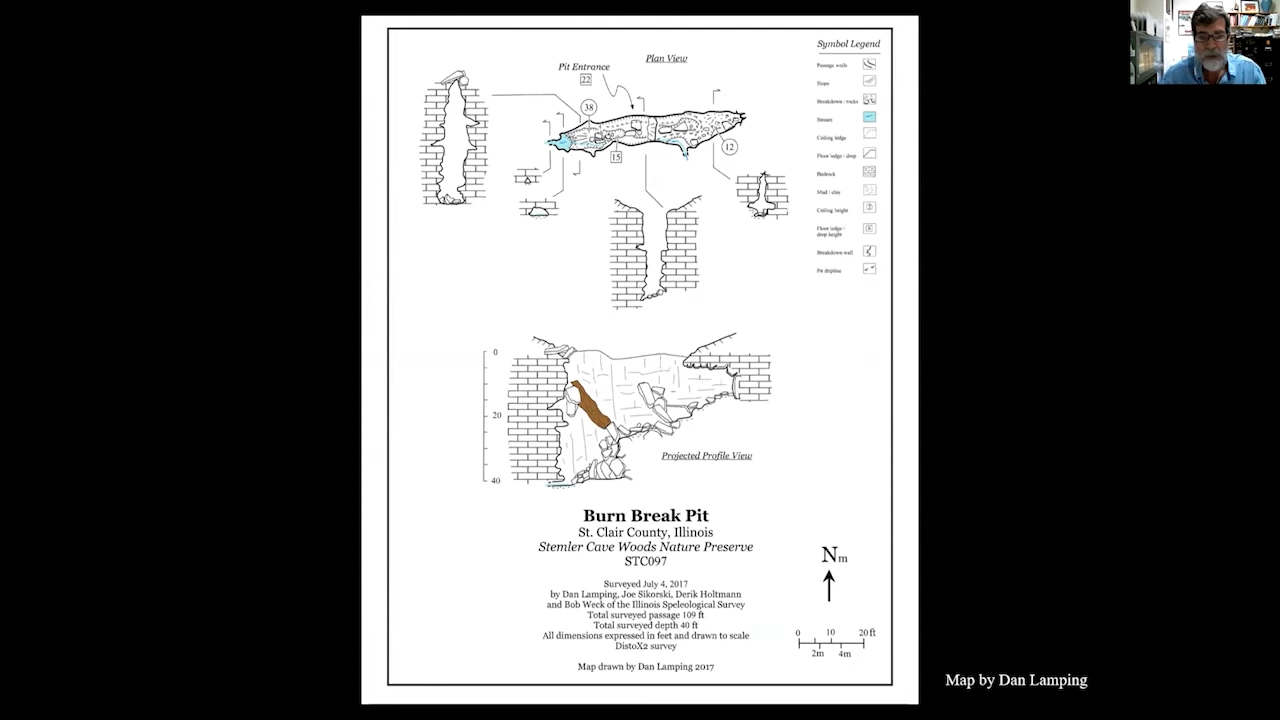 Plan View
Pit Entrance
22
38
12
15
Symbol Legend
Passage walls
Slope
Breakdown / rocks
Stream
Ceiling ledge
Floor ledge / drop
Bedrock
Mud / clay
Ceiling height
Floor ledge /
drop height
Breakdown wall
Pit dripline
0
20
40
Projected Profile View
Burn Break Pit
St. Clair County, Illinois
Stemler Cave Woods Nature Preserve
STC097
Surveyed July 4, 2017
by Dan Lamping, Joe Sikorski, Derik Holtmann
and Bob Weck of the Illinois Speleological Survey
Total surveyed passage 109 ft
Total surveyed depth 40 ft
All dimensions expressed in feet and drawn to scale
DistoX2 survey
Map drawn by Dan Lamping 2017
Nm
0 10 20 ft
2m 4m
Map by Dan Lamping